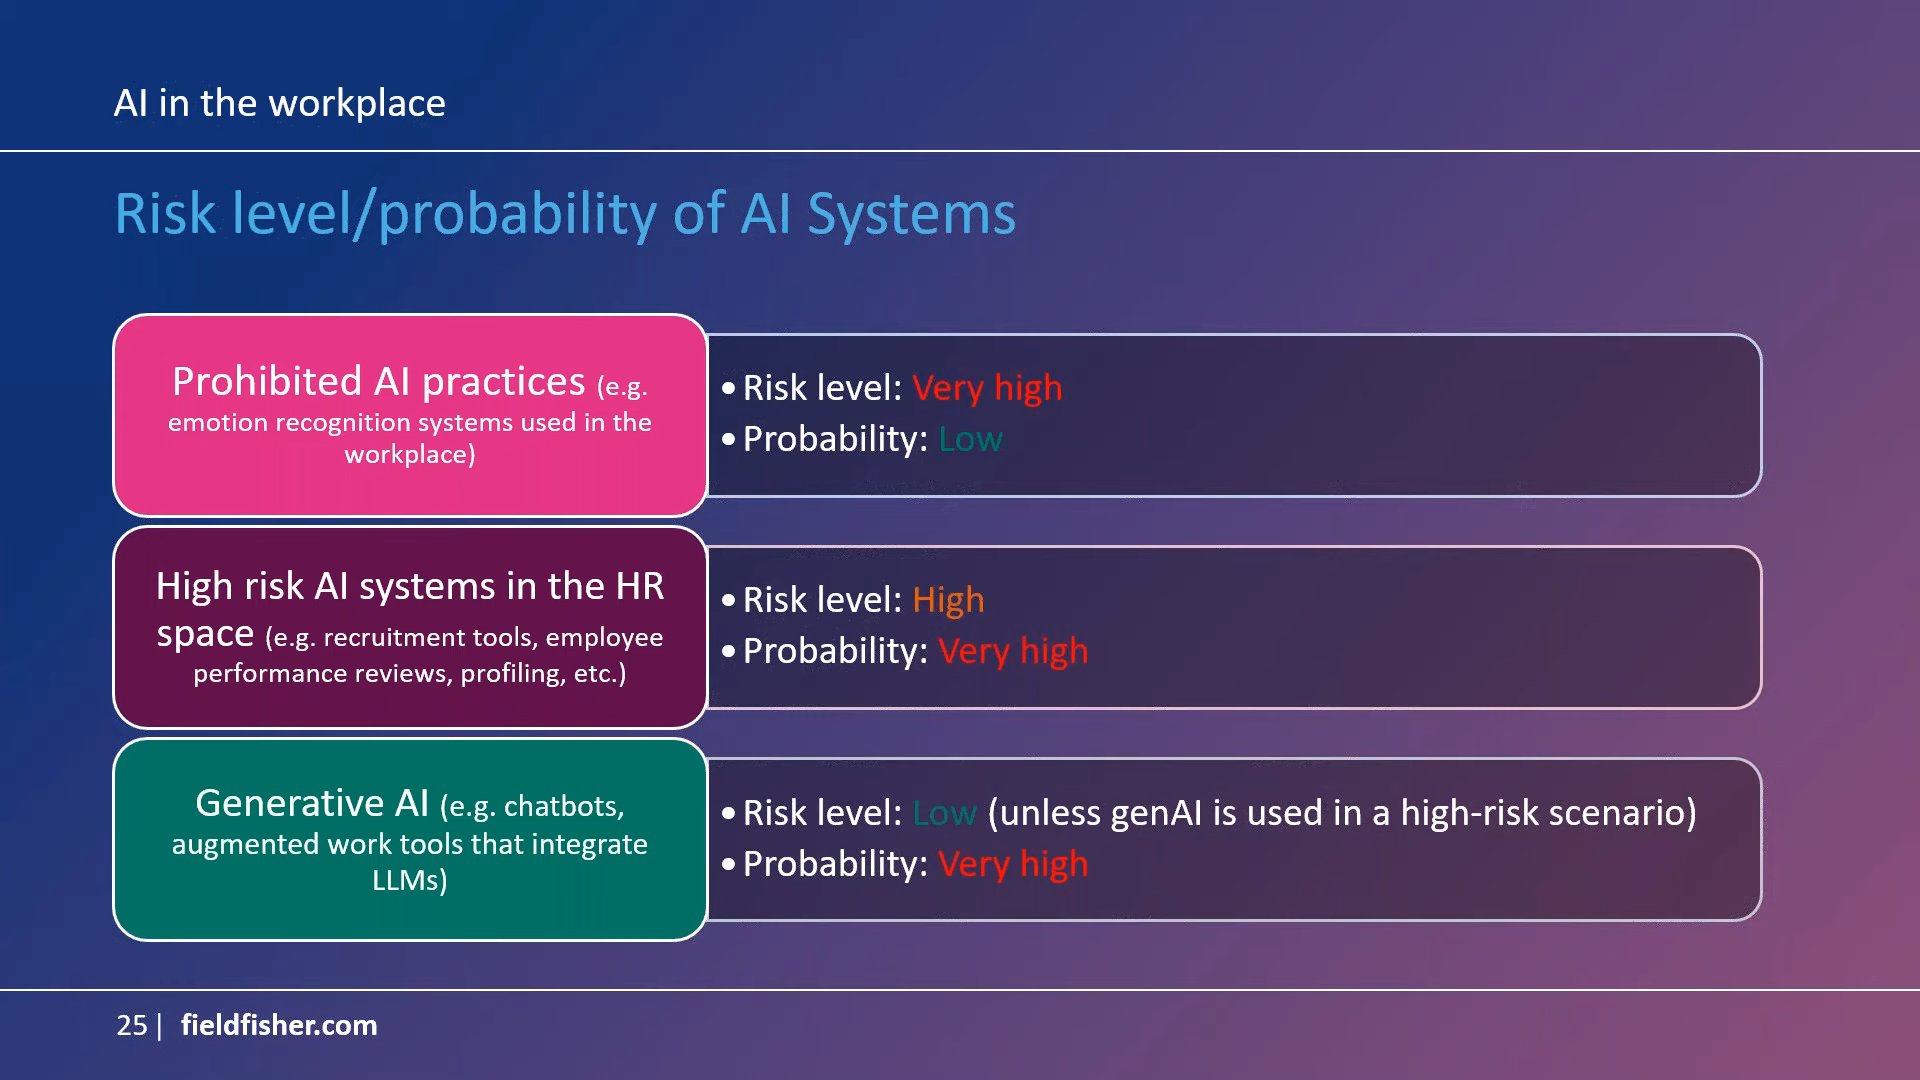 AI in the workplace
Risk level/probability of AI Systems
Prohibited AI practices (e.g.
emotion recognition systems used in the
workplace)
• Risk level: Very high
• Probability: Low
High risk AI systems in the HR
space (e.g. recruitment tools, employee
performance reviews, profiling, etc.)
• Risk level: High
• Probability: Very high
Generative AI (e.g. chatbots,
augmented work tools that integrate
LLMs)
• Risk level: Low (unless genAI is used in a high-risk scenario)
• Probability: Very high
25 | fieldfisher.com